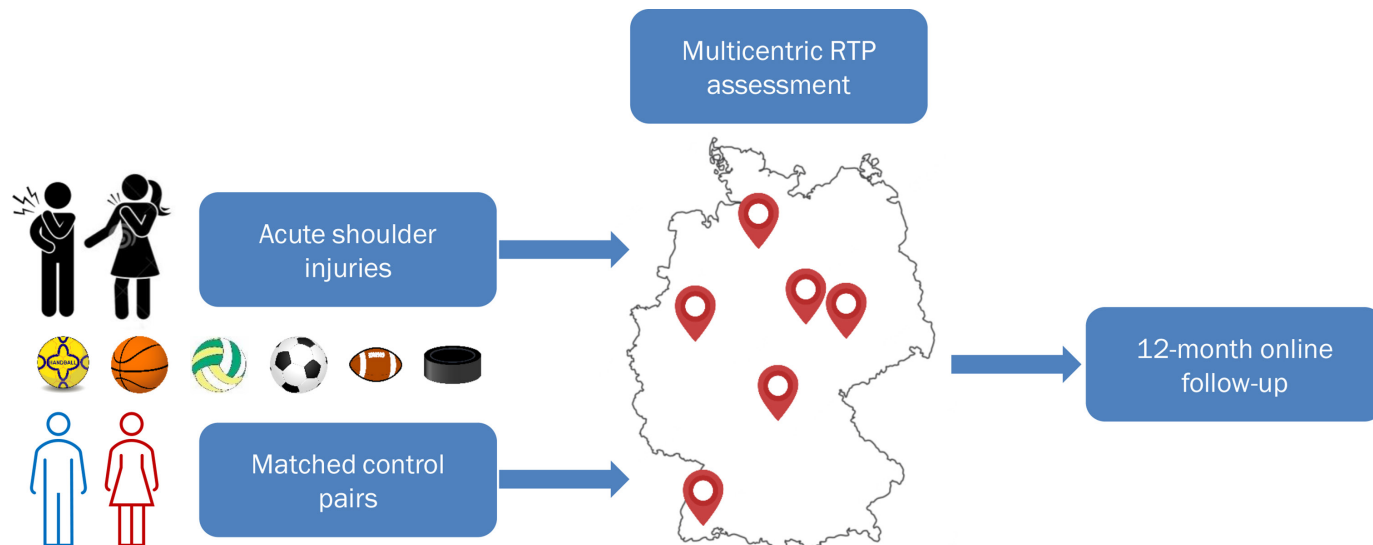 Multicentric RTP
assessment
Acute shoulder
injuries
HANDBALL
12-month online
follow-up
Matched control
pairs